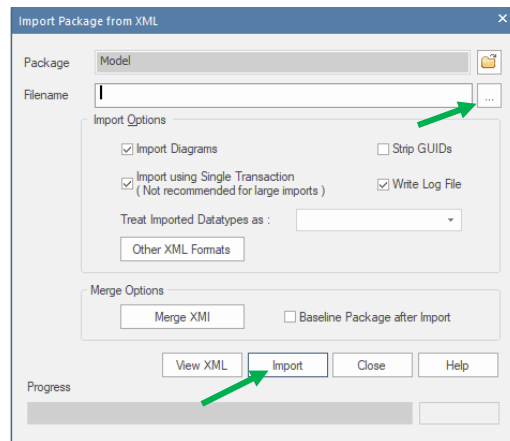 Import Package from XML
Package Model
Filename ...
Import Options
Import Diagrams Strip GUIDs
Import using Single Transaction
( Not recommended for large imports ) Write Log File
Treat Imported Datatypes as :
Other XML Formats
Merge Options
Merge XMI Baseline Package after Import
View XML Import Close Help
Progress